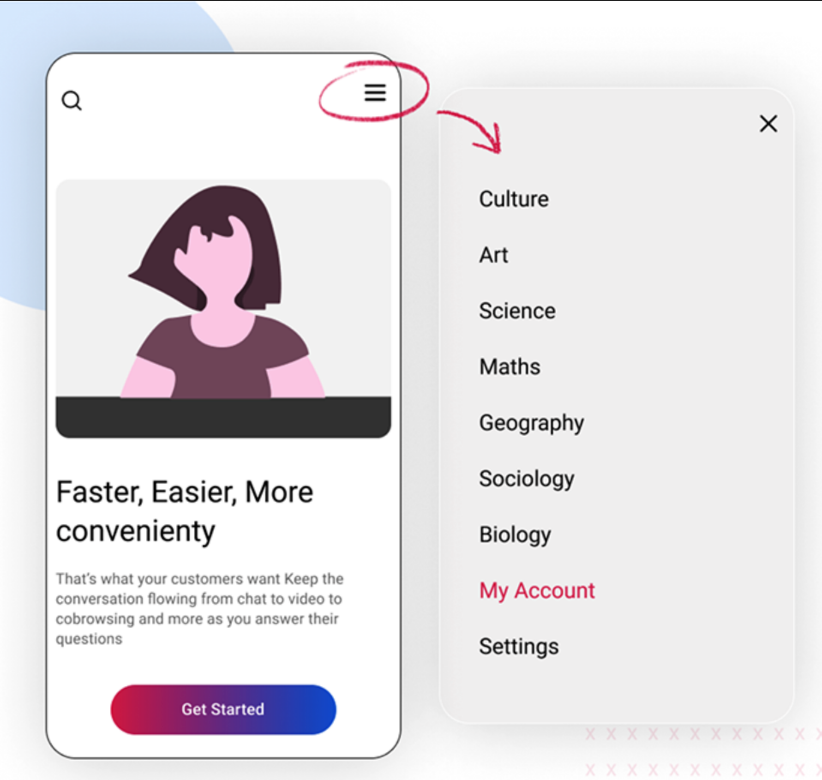 Faster, Easier, More
convenienty
That's what your customers want Keep the
conversation flowing from chat to video to
cobrowsing and more as you answer their
questions
Get Started
Culture
Art
Science
Maths
Geography
Sociology
Biology
My Account
Settings